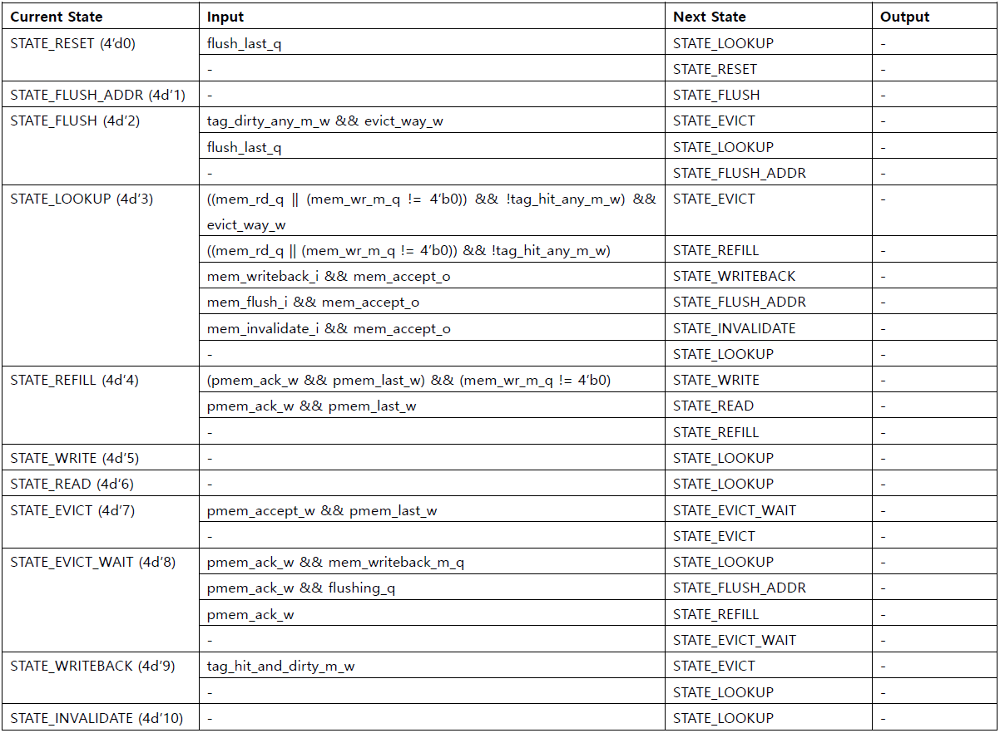 Current State Input Next State Output
STATE_RESET (4'd0) flush_last_q STATE_LOOKUP -
- STATE_RESET -
STATE_FLUSH_ADDR (4d'1) - STATE_FLUSH -
STATE_FLUSH (4d'2) tag_dirty_any_m_w && evict_way_w STATE_EVICT -
flush_last_q STATE_LOOKUP -
- STATE_FLUSH_ADDR -
STATE_LOOKUP (4d'3) ((mem_rd_q || (mem_wr_m_q != 4'b0)) && !tag_hit_any_m_w) && STATE_EVICT -
evict_way_w
((mem_rd_q || (mem_wr_m_q != 4'b0)) && !tag_hit_any_m_w) STATE_REFILL -
mem_writeback_i && mem_accept_o STATE_WRITEBACK -
mem_flush_i && mem_accept_o STATE_FLUSH_ADDR -
mem_invalidate_i && mem_accept_o STATE_INVALIDATE -
- STATE_LOOKUP -
STATE_REFILL (4d'4) (pmem_ack_w && pmem_last_w) && (mem_wr_m_q != 4'b0) STATE_WRITE -
pmem_ack_w && pmem_last_w STATE_READ -
- STATE_REFILL -
STATE_WRITE (4d'5) - STATE_LOOKUP -
STATE_READ (4d'6) - STATE_LOOKUP -
STATE_EVICT (4d'7) pmem_accept_w && pmem_last_w STATE_EVICT_WAIT -
- STATE_EVICT -
STATE_EVICT_WAIT (4d'8) pmem_ack_w && mem_writeback_m_q STATE_LOOKUP -
pmem_ack_w && flushing_q STATE_FLUSH_ADDR -
pmem_ack_w STATE_REFILL -
- STATE_EVICT_WAIT -
STATE_WRITEBACK (4d'9) tag_hit_and_dirty_m_w STATE_EVICT -
- STATE_LOOKUP -
STATE_INVALIDATE (4d'10) - STATE_LOOKUP -